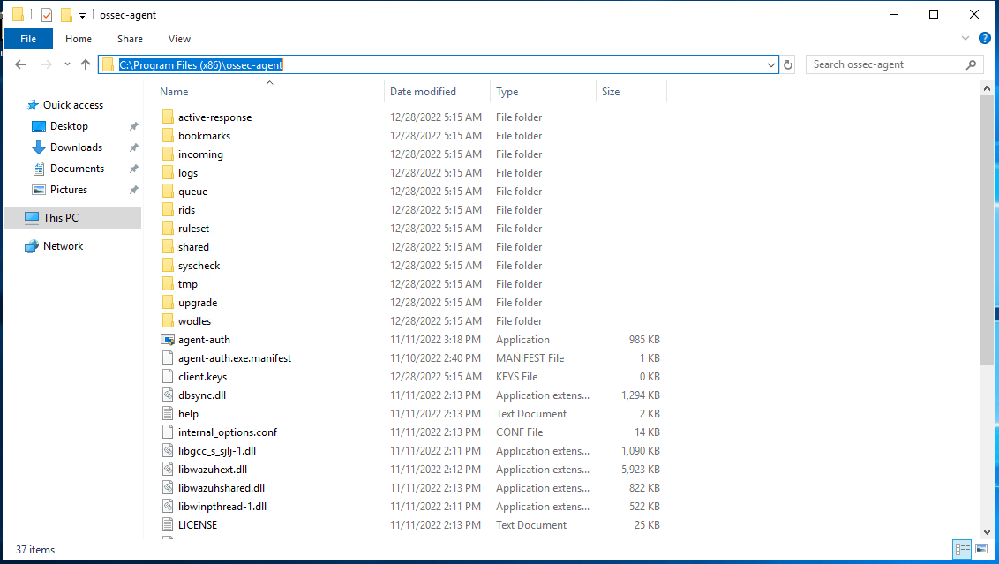 ossec-agent
File Home Share View
C:\Program Files (x86)\ossec-agent Search ossec-agent
Name Date modified Type Size
Quick access
Desktop
Downloads
Documents
Pictures
This PC
Network
active-response 12/28/2022 5:15 AM File folder
bookmarks 12/28/2022 5:15 AM File folder
incoming 12/28/2022 5:15 AM File folder
logs 12/28/2022 5:15 AM File folder
queue 12/28/2022 5:15 AM File folder
rids 12/28/2022 5:15 AM File folder
ruleset 12/28/2022 5:15 AM File folder
shared 12/28/2022 5:15 AM File folder
syscheck 12/28/2022 5:15 AM File folder
tmp 12/28/2022 5:15 AM File folder
upgrade 12/28/2022 5:15 AM File folder
wodles 12/28/2022 5:15 AM File folder
agent-auth 11/11/2022 3:18 PM Application 985 KB
agent-auth.exe.manifest 11/10/2022 2:40 PM MANIFEST File 1 KB
client.keys 12/28/2022 5:15 AM KEYS File 0 KB
dbsync.dll 11/11/2022 2:13 PM Application extens... 1,294 KB
help 11/11/2022 2:13 PM Text Document 2 KB
internal_options.conf 11/11/2022 2:13 PM CONF File 14 KB
libgcc_s_sjlj-1.dll 11/11/2022 2:11 PM Application extens... 1,090 KB
libwazuhext.dll 11/11/2022 2:12 PM Application extens... 5,923 KB
libwazuhshared.dll 11/11/2022 2:13 PM Application extens... 822 KB
libwinpthread-1.dll 11/11/2022 2:11 PM Application extens... 522 KB
LICENSE 11/11/2022 2:13 PM Text Document 25 KB
37 items